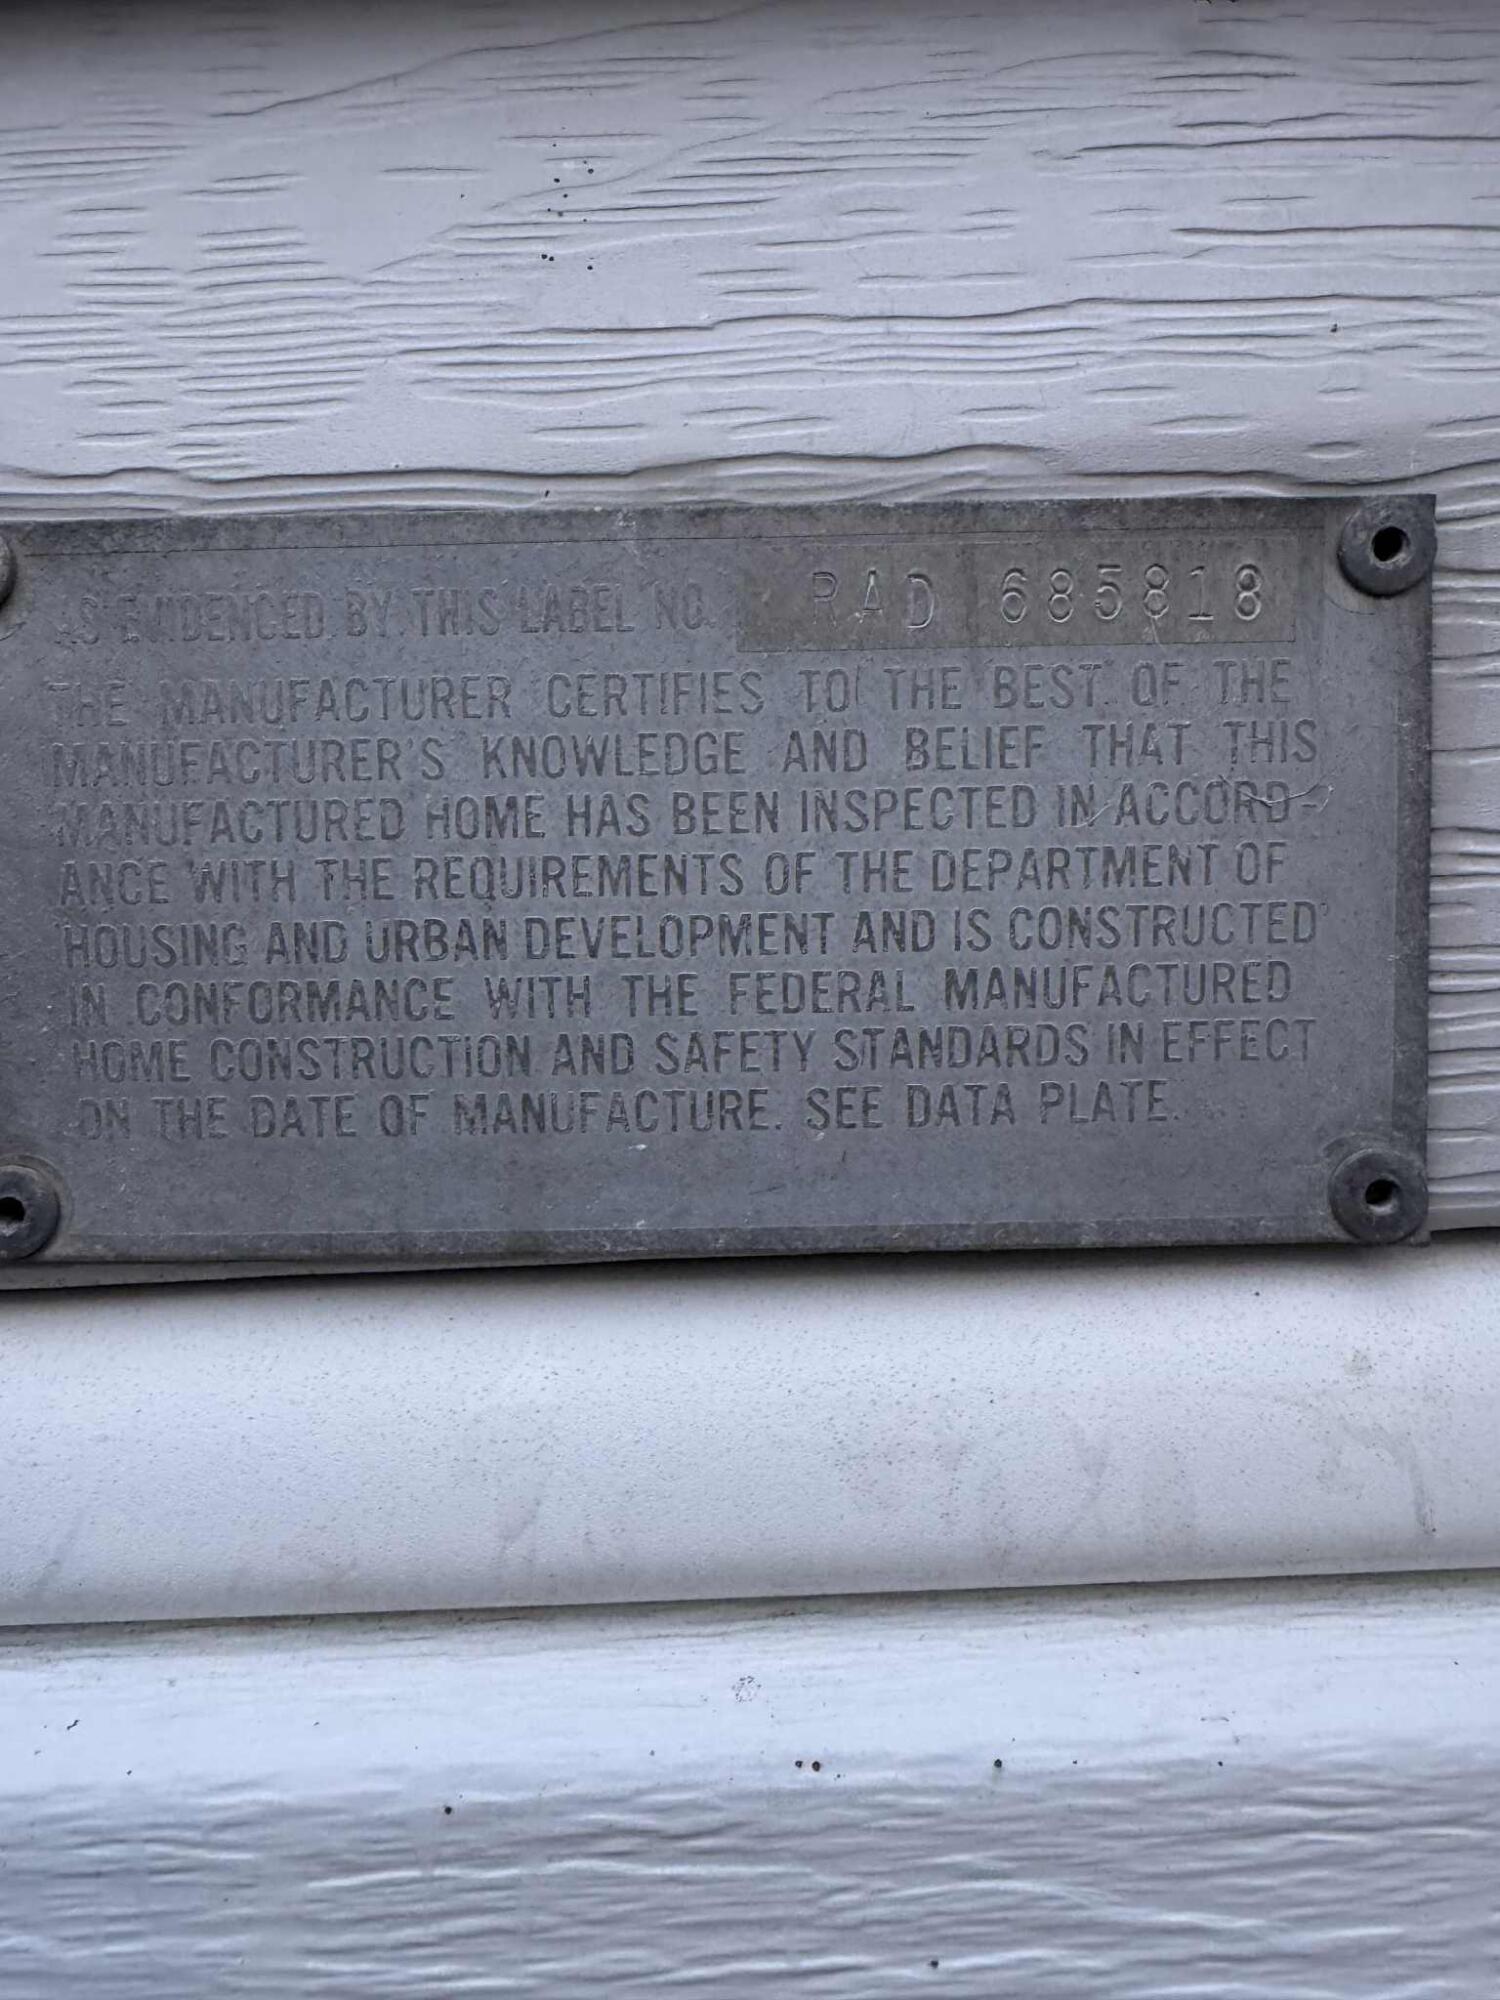 AS EVIDENCED BY THIS LABEL NO. RAD 685818
THE MANUFACTURER CERTIFIES TO THE BEST OF THE
MANUFACTURER'S KNOWLEDGE AND BELIEF THAT THIS
MANUFACTURED HOME HAS BEEN INSPECTED IN ACCORD-
ANCE WITH THE REQUIREMENTS OF THE DEPARTMENT OF
HOUSING AND URBAN DEVELOPMENT AND IS CONSTRUCTED
IN CONFORMANCE WITH THE FEDERAL MANUFACTURED
HOME CONSTRUCTION AND SAFETY STANDARDS IN EFFECT
ON THE DATE OF MANUFACTURE. SEE DATA PLATE.